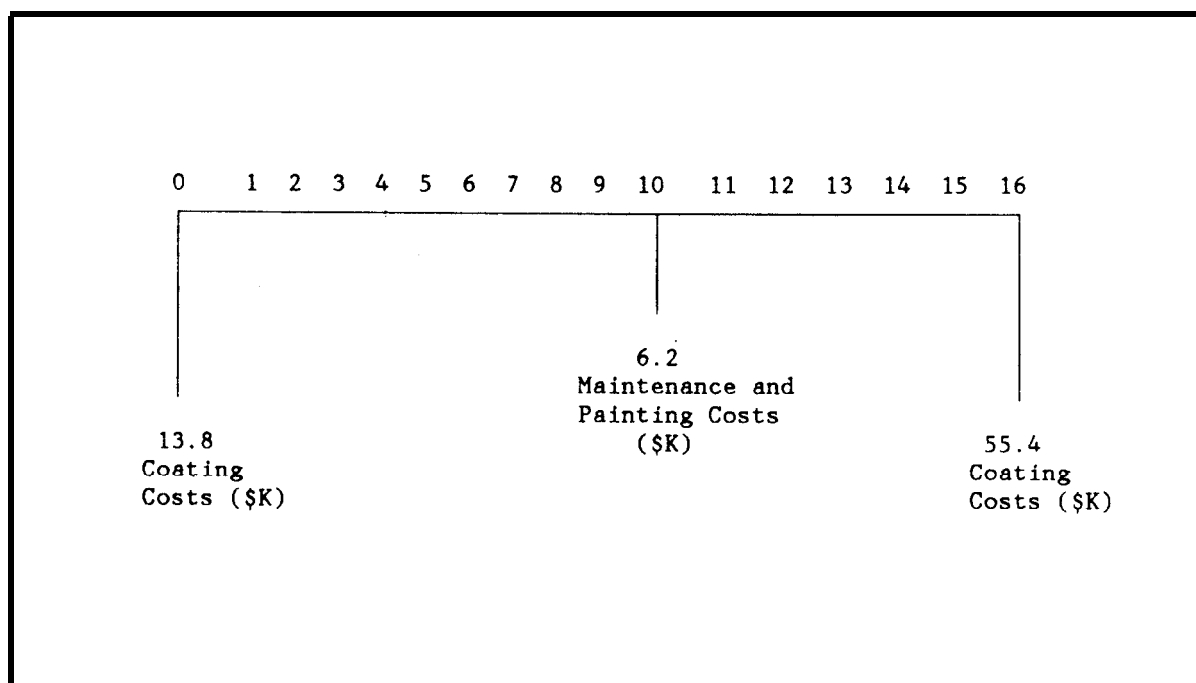 0 1 2 3 4 5 6 7 8 9 10 11 12 13 14 15 16
6.2
Maintenance and
Painting Costs
($K)
13.8
Coating
Costs ($K)
55.4
Coating
Costs ($K)